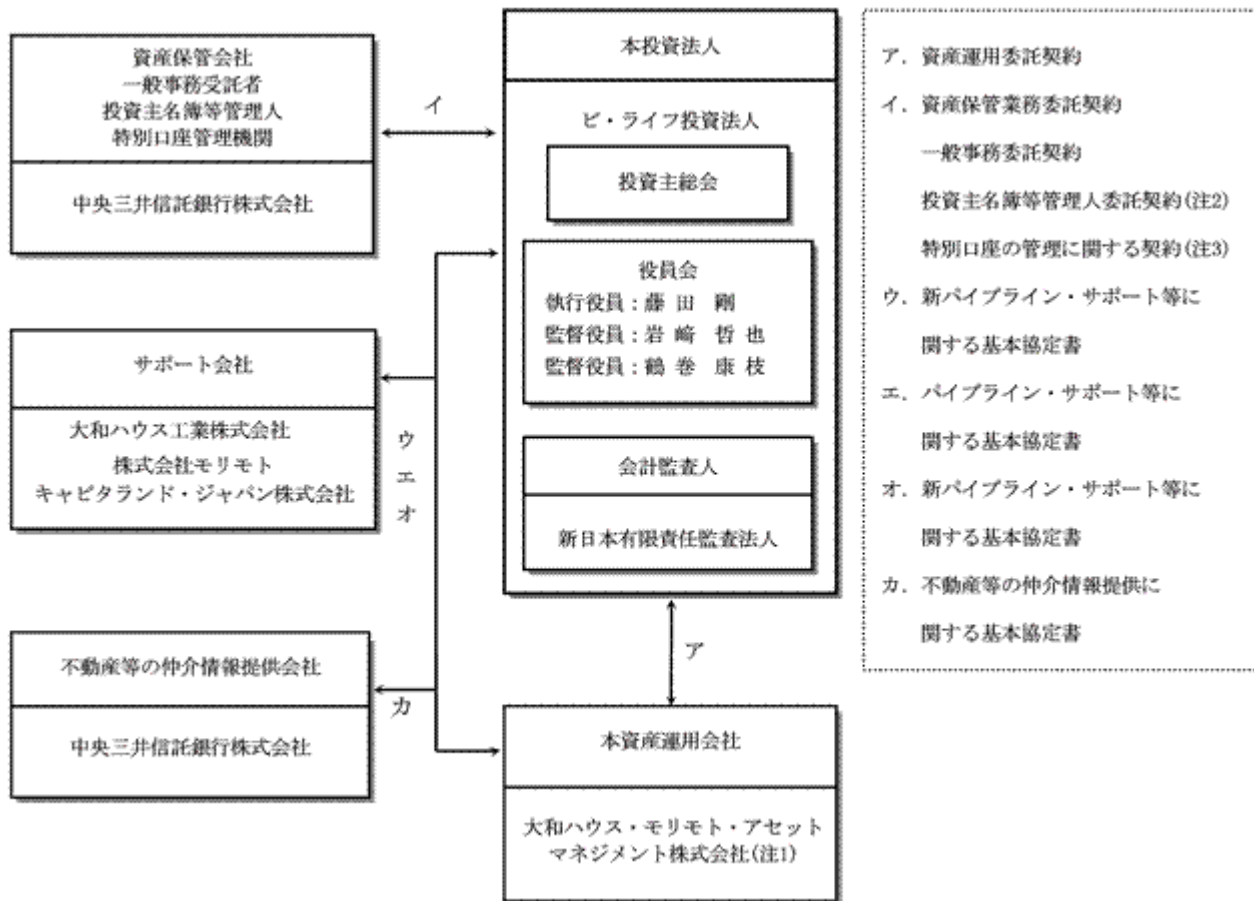 資産保管会社
一般事務受託者
投資主名簿等管理人
特別口座管理機関
中央三井信託銀行株式会社
イ
サポート会社
大和ハウス工業株式会社
株式会社モリモト
キャピタランド・ジャパン株式会社
ウ
エ
オ
不動産等の仲介情報提供会社
中央三井信託銀行株式会社
カ
本投資法人
ビ・ライフ投資法人
投資主総会
役員会
執行役員：藤田 剛
監督役員：岩﨑 哲也
監督役員：鶴巻 康枝
会計監査人
新日本有限責任監査法人
ア
本資産運用会社
大和ハウス・モリモト・アセット
マネジメント株式会社(注1)
ア．資産運用委託契約
イ．資産保管業務委託契約
一般事務委託契約
投資主名簿等管理人委託契約(注2)
特別口座の管理に関する契約(注3)
ウ．新パイプライン・サポート等に
関する基本協定書
エ．パイプライン・サポート等に
関する基本協定書
オ．新パイプライン・サポート等に
関する基本協定書
カ．不動産等の仲介情報提供に
関する基本協定書